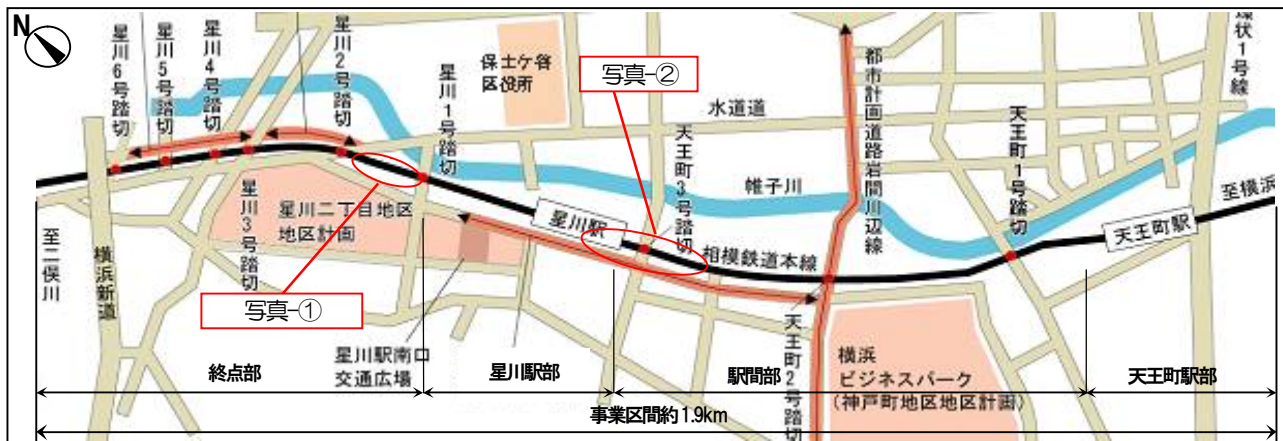 N
星川6号踏切
星川5号踏切
星川4号踏切
星川2号踏切
星川1号踏切
保土ケ谷
区役所
写真-②
水道道
都市計画道路岩間川辺線
天王町1号踏切
環状1号線
天王町3号踏切
帷子川
至横浜
星川3号踏切
星川二丁目地区
地区計画
星川駅
相模鉄道本線
天王町駅
至二俣川
横浜新道
写真-①
星川駅南口
交通広場
天王町2号踏切
横浜
ビジネスパーク
(神戸町地区地区計画)
終点部
星川駅部
駅間部
天王町駅部
事業区間約1.9km